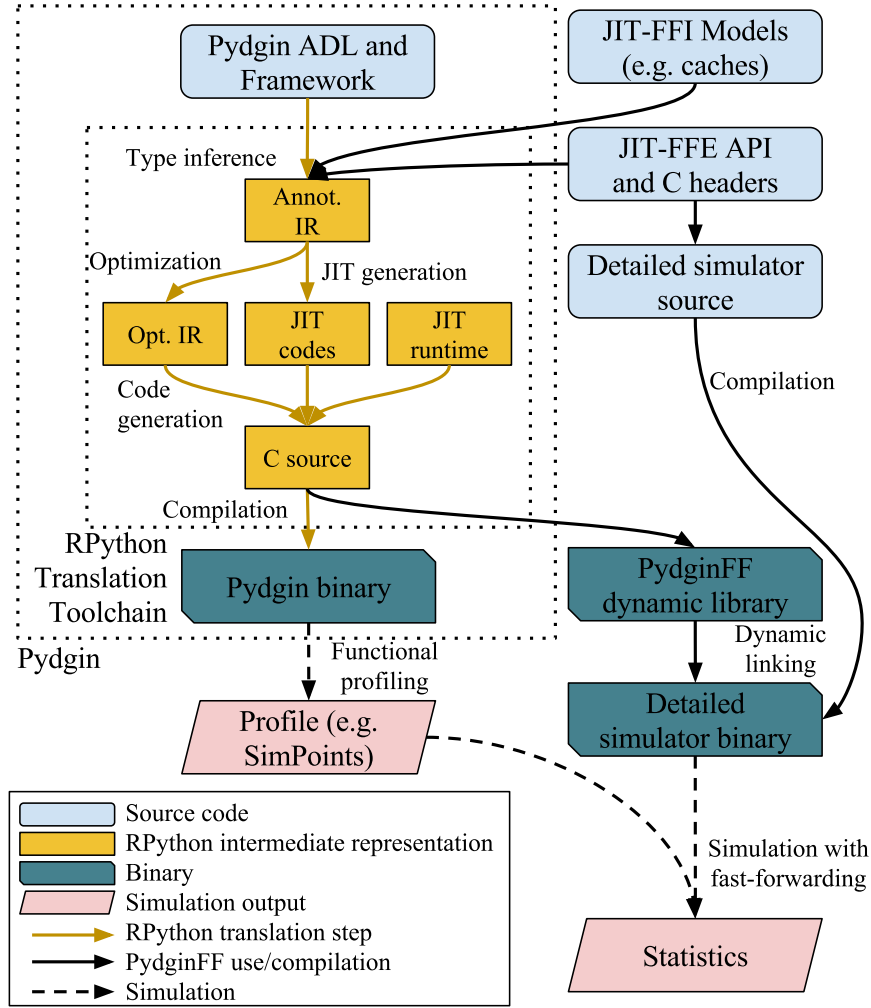 Pydgin ADL and
Framework
JIT-FFI Models
(e.g. caches)
Type inference
JIT-FFE API
and C headers
Annot.
IR
Optimization
JIT generation
Detailed simulator
source
Opt. IR
JIT
codes
JIT
runtime
Code
generation
Compilation
C source
Compilation
RPython
Translation
Toolchain
Pydgin binary
PydginFF
dynamic library
Pydgin
Functional
profiling
Dynamic
linking
Profile (e.g.
SimPoints)
Detailed
simulator binary
Source code
RPython intermediate representation
Binary
Simulation output
RPython translation step
PydginFF use/compilation
Simulation
Simulation with
fast-forwarding
Statistics